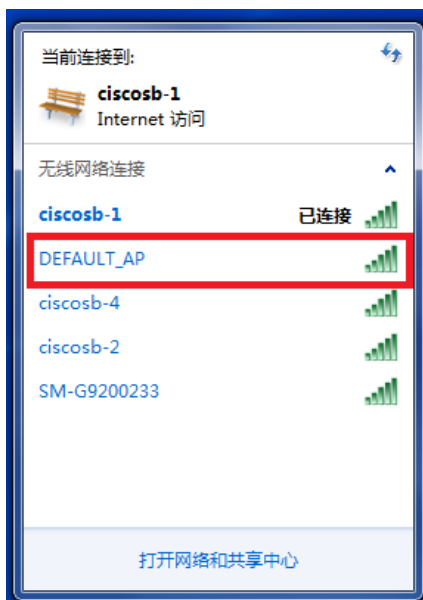 当前连接到:
ciscosb-1
Internet 访问
无线网络连接
ciscosb-1 已连接
DEFAULT_AP
ciscosb-4
ciscosb-2
SM-G9200233
打开网络和共享中心